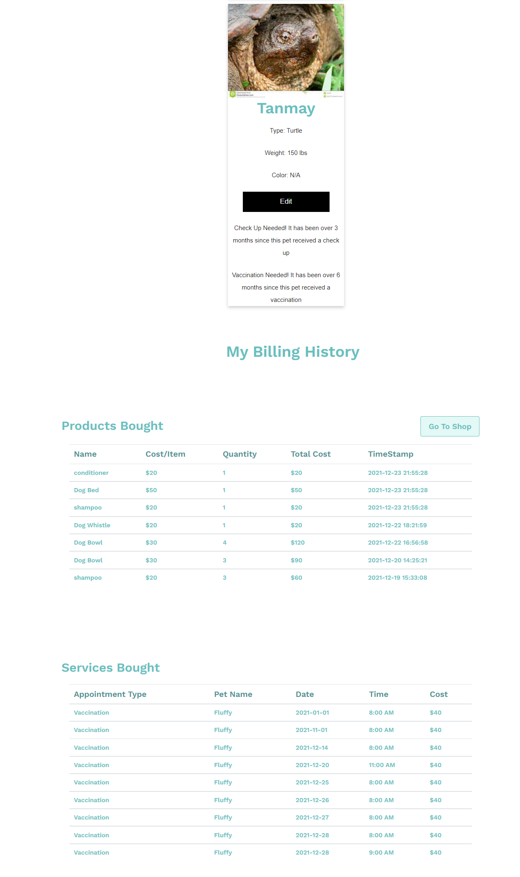 Tanmay
Type: Turtle
Weight: 150 lbs
Color: N/A
Edit
Check Up Needed! It has been over 3
months since this pet received a check
up
Vaccination Needed! It has been over 6
months since this pet received a
vaccination
My Billing History
Products Bought
Go To Shop
Name Cost/Item Quantity Total Cost TimeStamp
conditioner $20 1 $20 2021-12-23 21:55:28
Dog Bed $50 1 $50 2021-12-23 21:55:28
shampoo $20 1 $20 2021-12-23 21:55:28
Dog Whistle $20 1 $20 2021-12-22 18:21:59
Dog Bowl $30 4 $120 2021-12-22 16:56:58
Dog Bowl $30 3 $90 2021-12-20 14:25:21
shampoo $20 3 $60 2021-12-19 15:33:08
Services Bought
Appointment Type Pet Name Date Time Cost
Vaccination Fluffy 2021-01-01 8:00 AM $40
Vaccination Fluffy 2021-11-01 8:00 AM $40
Vaccination Fluffy 2021-12-14 8:00 AM $40
Vaccination Fluffy 2021-12-20 11:00 AM $40
Vaccination Fluffy 2021-12-25 8:00 AM $40
Vaccination Fluffy 2021-12-26 8:00 AM $40
Vaccination Fluffy 2021-12-27 8:00 AM $40
Vaccination Fluffy 2021-12-28 8:00 AM $40
Vaccination Fluffy 2021-12-28 9:00 AM $40